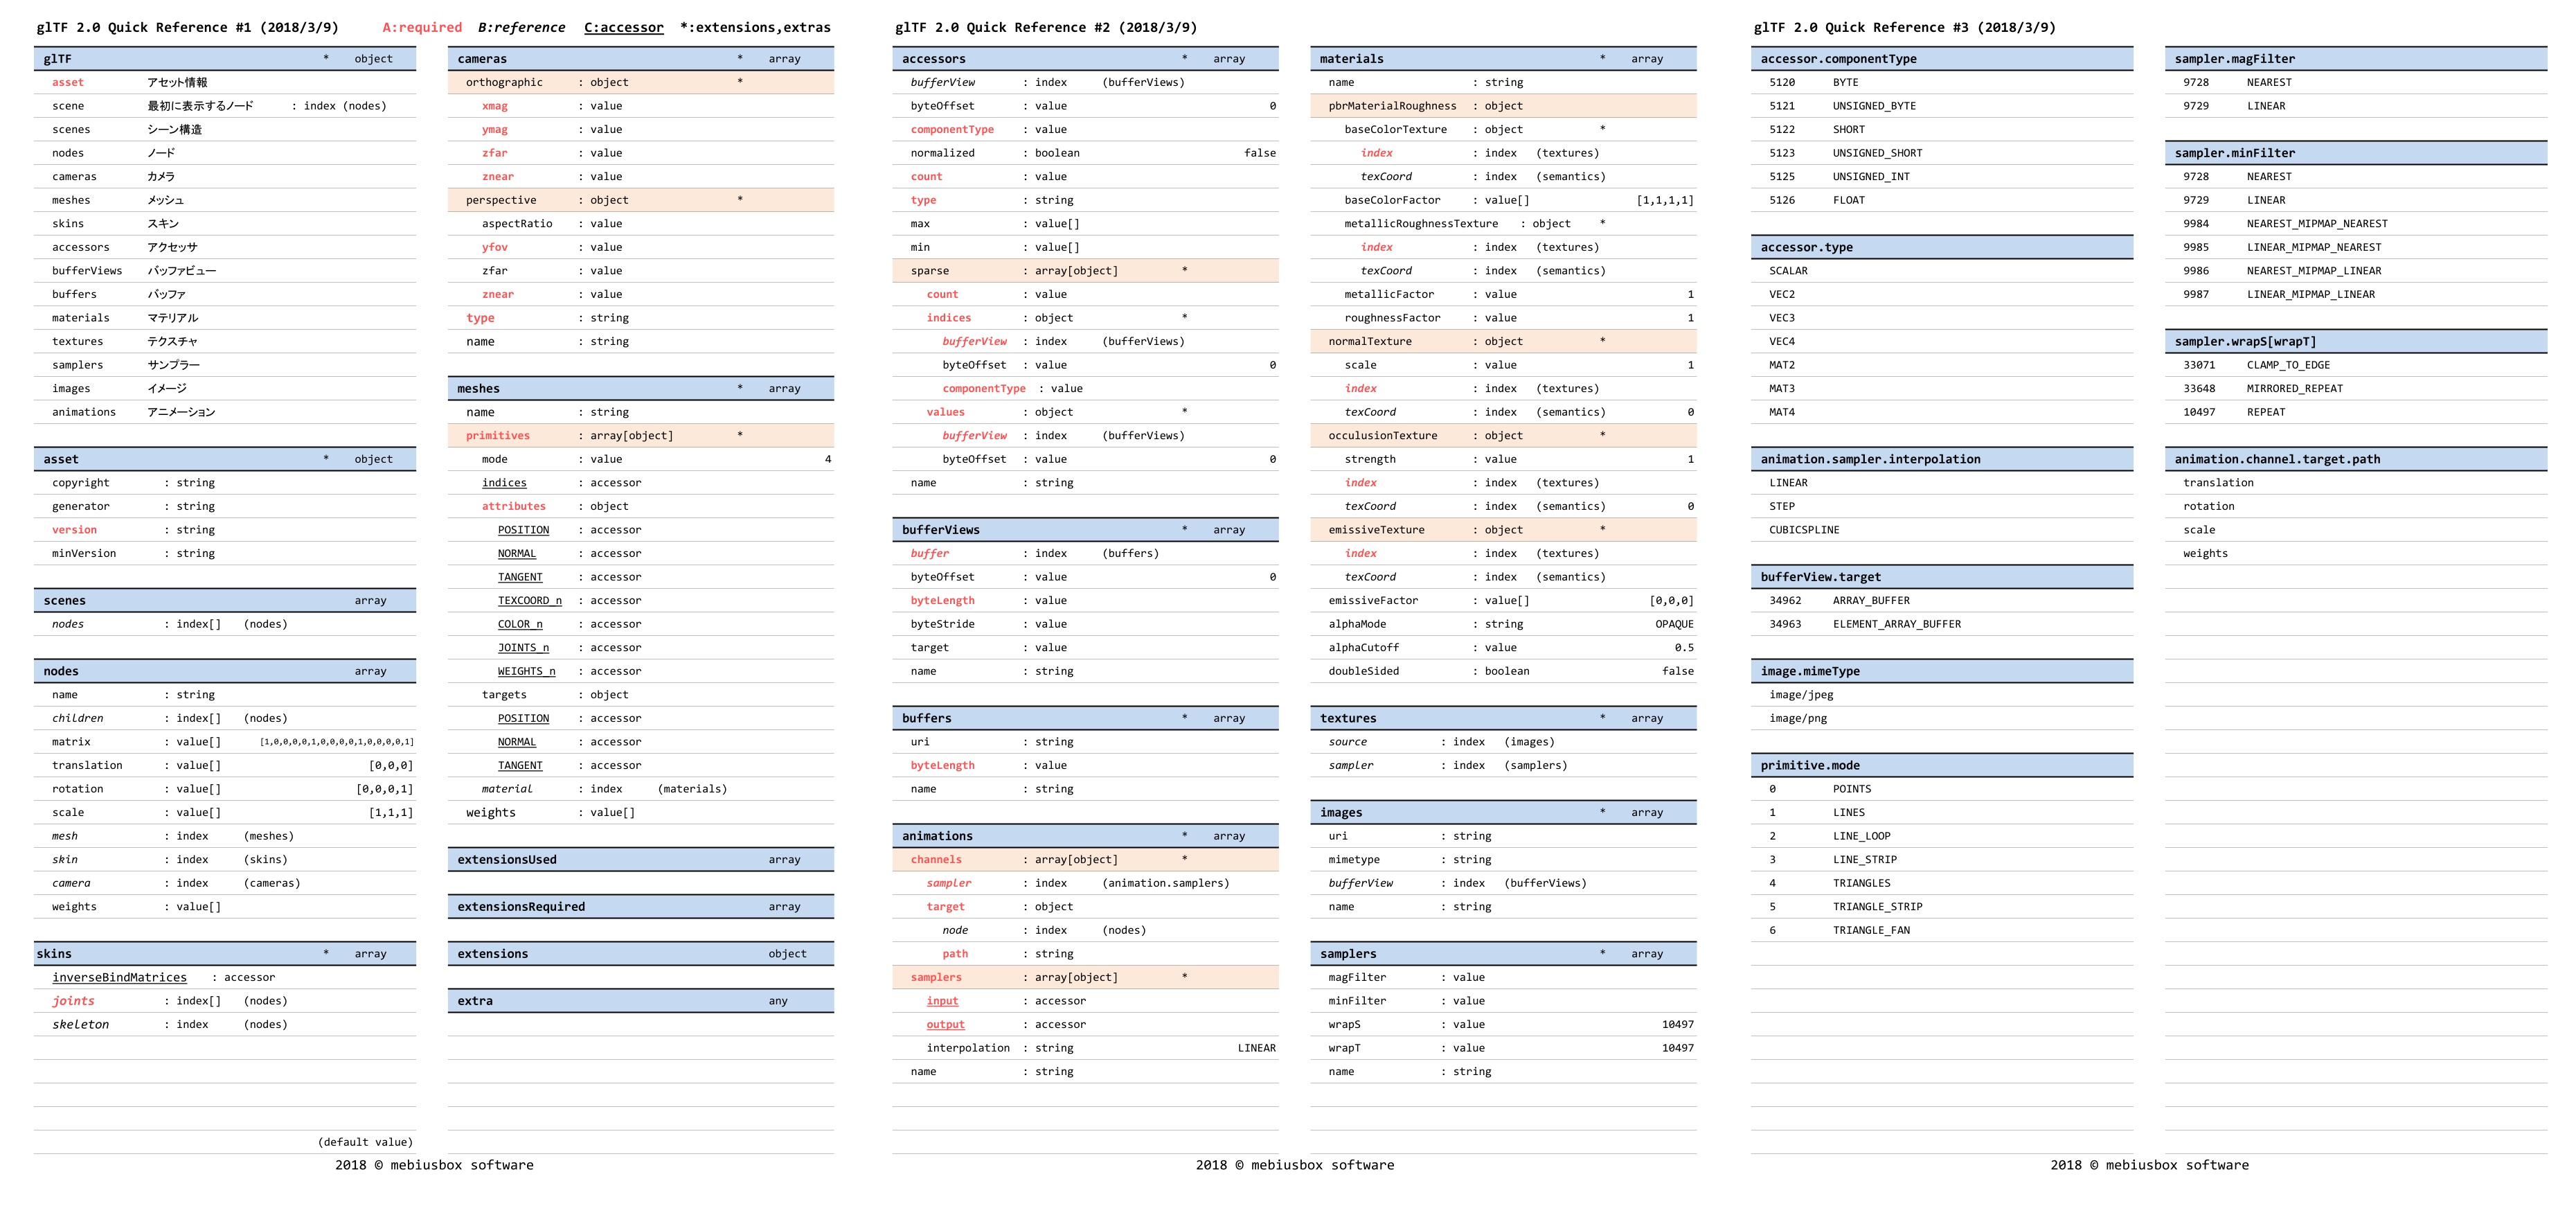 glTF 2.0 Quick Reference #1 (2018/3/9) A:required B:reference C:accessor *:extensions,extras
glTF * object
asset アセット情報
scene 最初に表示するノード : index (nodes)
scenes シーン構造
nodes ノード
cameras カメラ
meshes メッシュ
skins スキン
accessors アクセッサ
bufferViews バッファビュー
buffers バッファ
materials マテリアル
textures テクスチャ
samplers サンプラー
images イメージ
animations アニメーション
asset * object
copyright : string
generator : string
version : string
minVersion : string
scenes array
nodes : index[] (nodes)
nodes array
name : string
children : index[] (nodes)
matrix : value[] [1,0,0,0,0,1,0,0,0,0,1,0,0,0,0,1]
translation : value[] [0,0,0]
rotation : value[] [0,0,0,1]
scale : value[] [1,1,1]
mesh : index (meshes)
skin : index (skins)
camera : index (cameras)
weights : value[]
skins * array
inverseBindMatrices : accessor
joints : index[] (nodes)
skeleton : index (nodes)
(default value)
cameras * array
orthographic : object *
xmag : value
ymag : value
zfar : value
znear : value
perspective : object *
aspectRatio : value
yfov : value
zfar : value
znear : value
type : string
name : string
meshes * array
name : string
primitives : array[object] *
mode : value 4
indices : accessor
attributes : object
POSITION : accessor
NORMAL : accessor
TANGENT : accessor
TEXCOORD_n : accessor
COLOR_n : accessor
JOINTS_n : accessor
WEIGHTS_n : accessor
targets : object
POSITION : accessor
NORMAL : accessor
TANGENT : accessor
material : index (materials)
weights : value[]
extensionsUsed array
extensionsRequired array
extensions object
extra any
2018 © mebiusbox software
glTF 2.0 Quick Reference #2 (2018/3/9)
accessors * array
bufferView : index (bufferViews)
byteOffset : value 0
componentType : value
normalized : boolean false
count : value
type : string
max : value[]
min : value[]
sparse : array[object] *
count : value
indices : object *
bufferView : index (bufferViews)
byteOffset : value 0
componentType : value
values : object *
bufferView : index (bufferViews)
byteOffset : value 0
name : string
bufferViews * array
buffer : index (buffers)
byteOffset : value 0
byteLength : value
byteStride : value
target : value
name : string
buffers * array
uri : string
byteLength : value
name : string
animations * array
channels : array[object] *
sampler : index (animation.samplers)
target : object
node : index (nodes)
path : string
samplers : array[object] *
input : accessor
output : accessor
interpolation : string LINEAR
name : string
materials * array
name : string
pbrMaterialRoughness : object
baseColorTexture : object *
index : index (textures)
texCoord : index (semantics)
baseColorFactor : value[] [1,1,1,1]
metallicRoughnessTexture : object *
index : index (textures)
texCoord : index (semantics)
metallicFactor : value 1
roughnessFactor : value 1
normalTexture : object *
scale : value 1
index : index (textures)
texCoord : index (semantics) 0
occulusionTexture : object *
strength : value 1
index : index (textures)
texCoord : index (semantics) 0
emissiveTexture : object *
index : index (textures)
texCoord : index (semantics)
emissiveFactor : value[] [0,0,0]
alphaMode : string OPAQUE
alphaCutoff : value 0.5
doubleSided : boolean false
textures * array
source : index (images)
sampler : index (samplers)
images * array
uri : string
mimetype : string
bufferView : index (bufferViews)
name : string
samplers * array
magFilter : value
minFilter : value
wrapS : value 10497
wrapT : value 10497
name : string
2018 © mebiusbox software
glTF 2.0 Quick Reference #3 (2018/3/9)
accessor.componentType
5120 BYTE
5121 UNSIGNED_BYTE
5122 SHORT
5123 UNSIGNED_SHORT
5125 UNSIGNED_INT
5126 FLOAT
accessor.type
SCALAR
VEC2
VEC3
VEC4
MAT2
MAT3
MAT4
animation.sampler.interpolation
LINEAR
STEP
CUBICSPLINE
bufferView.target
34962 ARRAY_BUFFER
34963 ELEMENT_ARRAY_BUFFER
image.mimeType
image/jpeg
image/png
primitive.mode
0 POINTS
1 LINES
2 LINE_LOOP
3 LINE_STRIP
4 TRIANGLES
5 TRIANGLE_STRIP
6 TRIANGLE_FAN
sampler.magFilter
9728 NEAREST
9729 LINEAR
sampler.minFilter
9728 NEAREST
9729 LINEAR
9984 NEAREST_MIPMAP_NEAREST
9985 LINEAR_MIPMAP_NEAREST
9986 NEAREST_MIPMAP_LINEAR
9987 LINEAR_MIPMAP_LINEAR
sampler.wrapS[wrapT]
33071 CLAMP_TO_EDGE
33648 MIRRORED_REPEAT
10497 REPEAT
animation.channel.target.path
translation
rotation
scale
weights
2018 © mebiusbox software